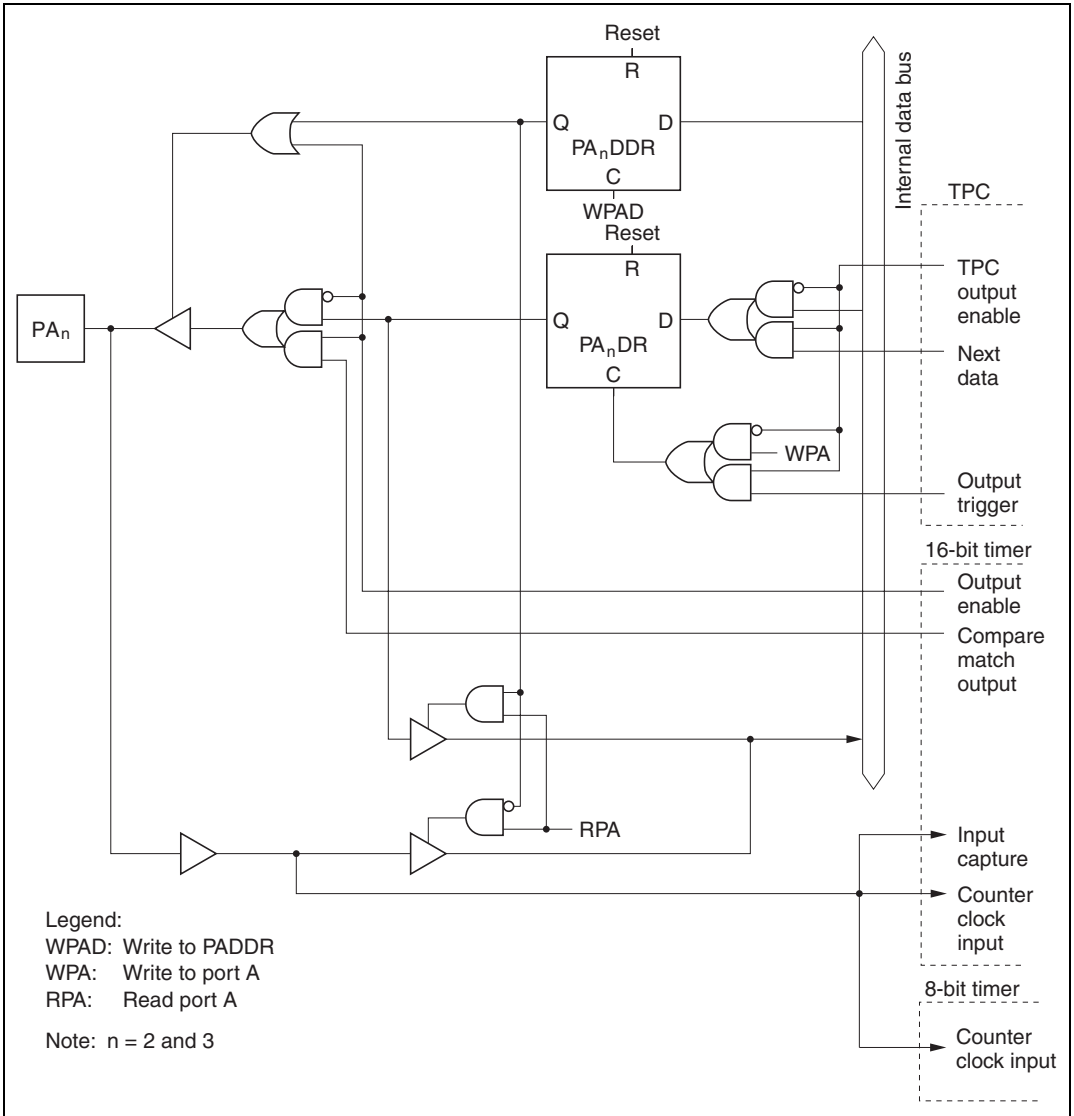 Reset
R
Q
D
PAnDDR
C
WPAD
Internal data bus
TPC
Reset
R
TPC
output
enable
PAn
Q
D
PAnDR
C
Next
data
WPA
Output
trigger
16-bit timer
Output
enable
Compare
match
output
RPA
Input
capture
Counter
clock
input
Legend:
WPAD: Write to PADDR
WPA: Write to port A
RPA: Read port A
Note: n = 2 and 3
8-bit timer
Counter
clock input